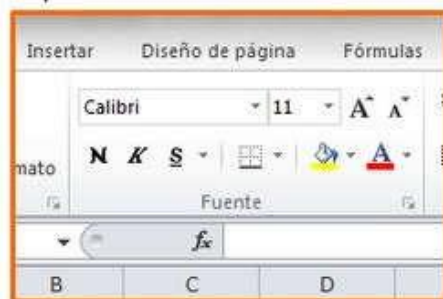 Insertar Diseño de página Fórmulas
Calibri 11 A A
mato N K S A
Fuente
fx
B C D